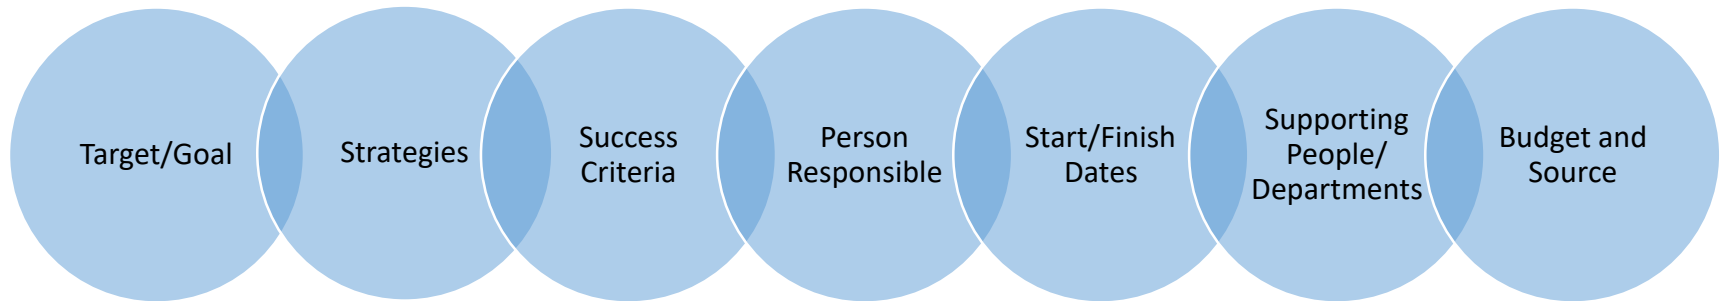 Target/Goal
Strategies
Success
Criteria
Person
Responsible
Start/Finish
Dates
Supporting
People/
Departments
Budget and
Source